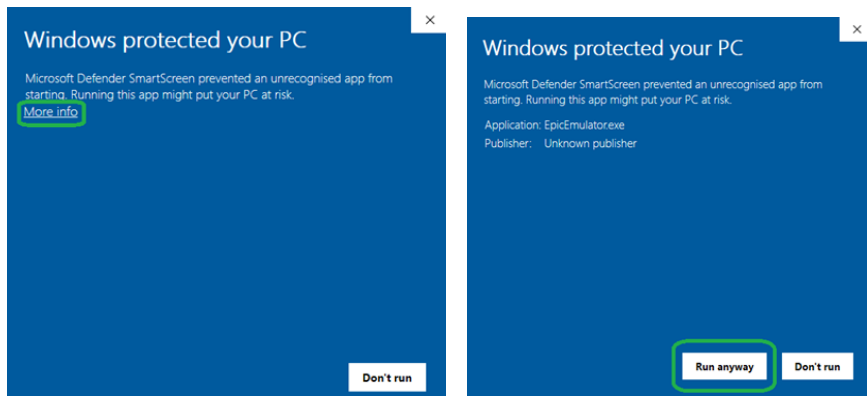 Windows protected your PC
Microsoft Defender SmartScreen prevented an unrecognised app from
starting. Running this app might put your PC at risk.
More info
Don't run
Windows protected your PC
Microsoft Defender SmartScreen prevented an unrecognised app from
starting. Running this app might put your PC at risk.
Application: EpicEmulator.exe
Publisher: Unknown publisher
Run anyway Don't run